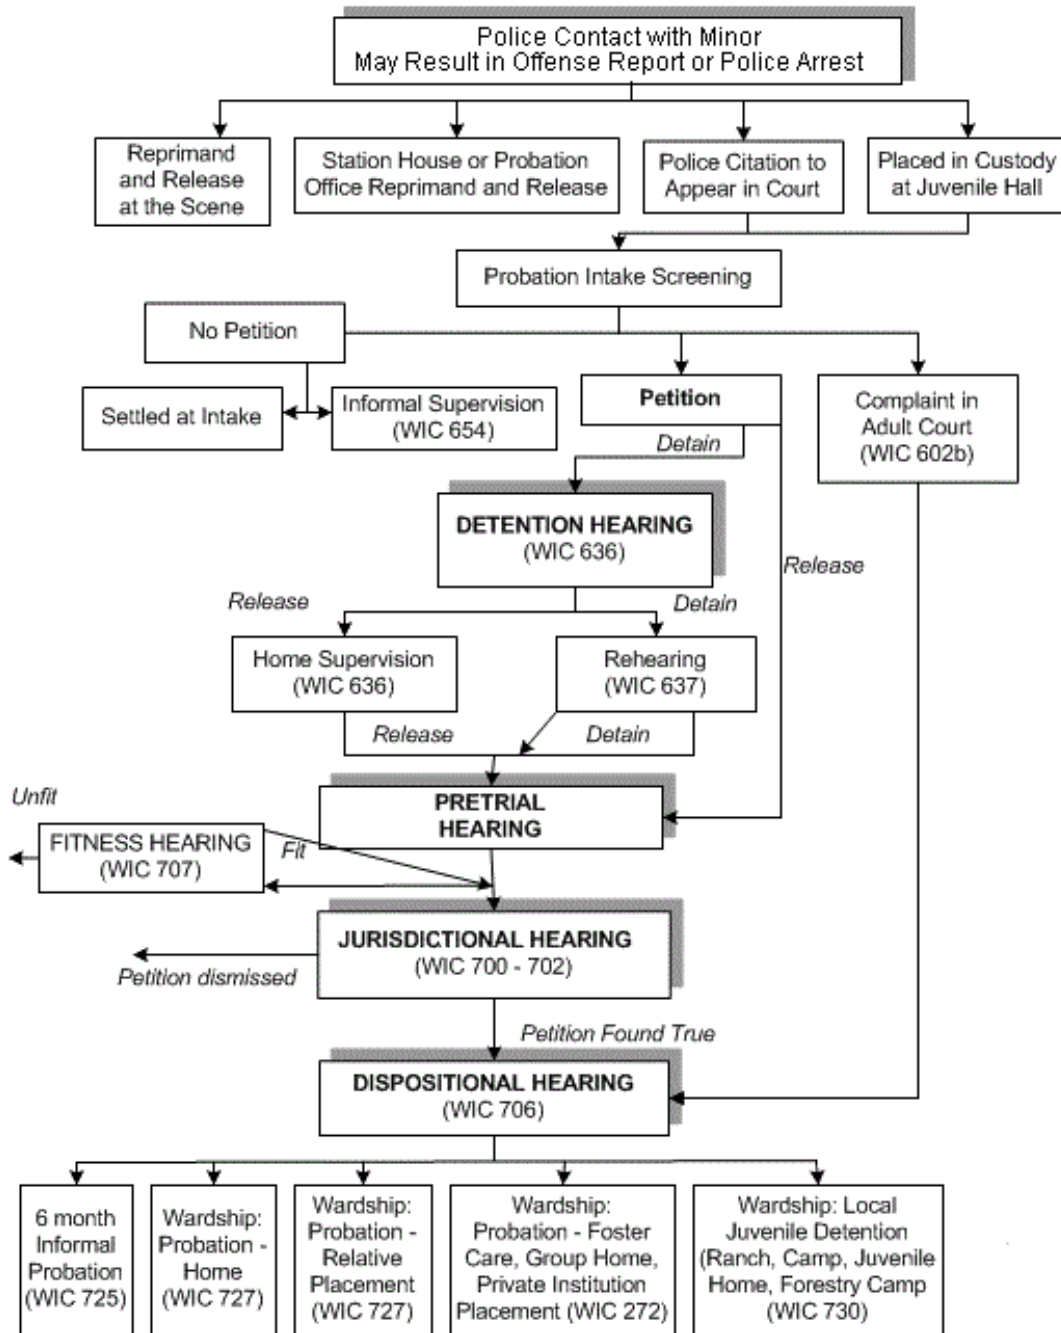 Police Contact with Minor
May Result in Offense Report or Police Arrest
Reprimand
and Release
at the Scene
Station House or Probation
Office Reprimand and Release
Police Citation to
Appear in Court
Placed in Custody
at Juvenile Hall
Probation Intake Screening
No Petition
Settled at Intake
Informal Supervision
(WIC 654)
Petition
Complaint in
Adult Court
(WIC 602b)
Detain
DETENTION HEARING
(WIC 636)
Release
Release
Detain
Home Supervision
(WIC 636)
Rehearing
(WIC 637)
Release
Detain
PRETRIAL
HEARING
Unfit
FITNESS HEARING
(WIC 707)
Fit
JURISDICTIONAL HEARING
(WIC 700 - 702)
Petition dismissed
Petition Found True
DISPOSITIONAL HEARING
(WIC 706)
6 month
Informal
Probation
(WIC 725)
Wardship:
Probation -
Home
(WIC 727)
Wardship:
Probation -
Relative
Placement
(WIC 727)
Wardship:
Probation - Foster
Care, Group Home,
Private Institution
Placement (WIC 272)
Wardship: Local
Juvenile Detention
(Ranch, Camp, Juvenile
Home, Forestry Camp
(WIC 730)